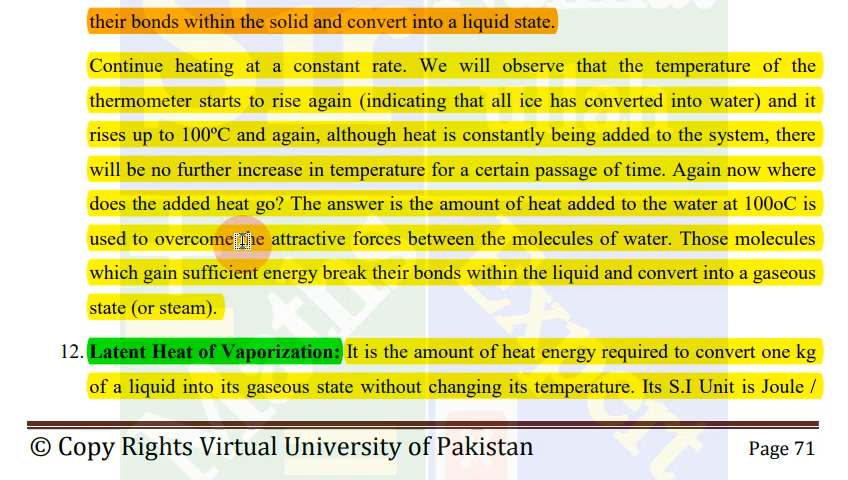 their bonds within the solid and convert into a liquid state.
Continue heating at a constant rate. We will observe that the temperature of the
thermometer starts to rise again (indicating that all ice has converted into water) and it
rises up to 100ºC and again, although heat is constantly being added to the system, there
will be no further increase in temperature for a certain passage of time. Again now where
does the added heat go? The answer is the amount of heat added to the water at 100oC is
used to overcome the attractive forces between the molecules of water. Those molecules
which gain sufficient energy break their bonds within the liquid and convert into a gaseous
state (or steam).
12. Latent Heat of Vaporization: It is the amount of heat energy required to convert one kg
of a liquid into its gaseous state without changing its temperature. Its S.I Unit is Joule /
© Copy Rights Virtual University of Pakistan Page 71
Sir
ullah
Maths
Expert